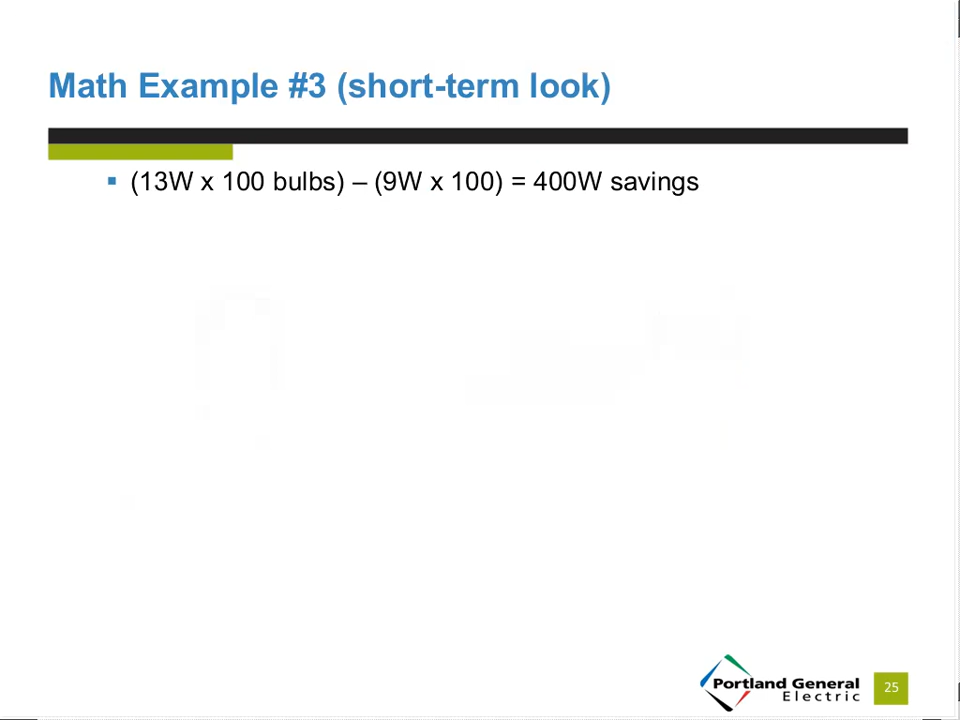 Math Example #3 (short-term look)
▪ (13W x 100 bulbs) – (9W x 100) = 400W savings
Portland General
Electric
25